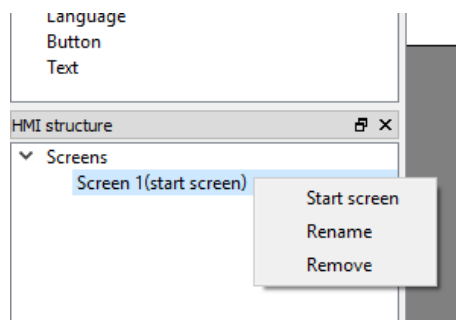 Language
Button
Text
HMI structure
Screens
Screen 1(start screen)
Start screen
Rename
Remove